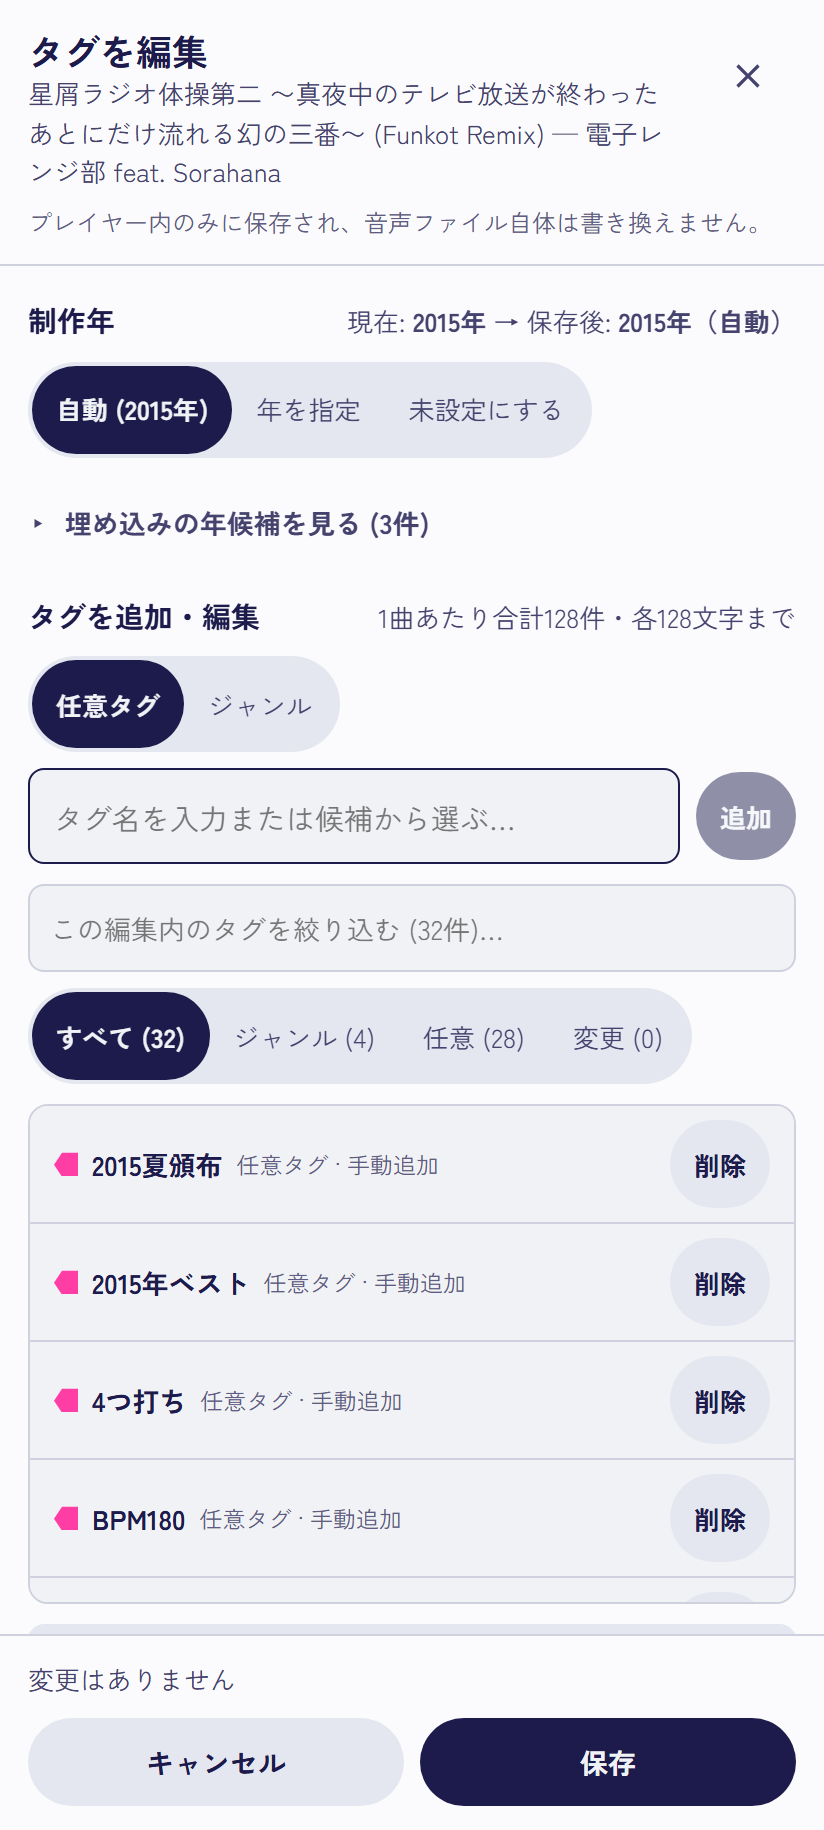 タグを編集
星屑ラジオ体操第二 〜真夜中のテレビ放送が終わった
あとにだけ流れる幻の三番〜 (Funkot Remix) — 電子レ
ンジ部 feat. Sorahana
プレイヤー内のみに保存され、音声ファイル自体は書き換えません。
制作年 現在: 2015年 → 保存後: 2015年（自動）
自動 (2015年) 年を指定 未設定にする
埋め込みの年候補を見る (3件)
タグを追加・編集 1曲あたり合計128件・各128文字まで
任意タグ ジャンル
タグ名を入力または候補から選ぶ... 追加
この編集内のタグを絞り込む (32件)...
すべて (32) ジャンル (4) 任意 (28) 変更 (0)
2015夏頒布 任意タグ · 手動追加 削除
2015年ベスト 任意タグ · 手動追加 削除
4つ打ち 任意タグ · 手動追加 削除
BPM180 任意タグ · 手動追加 削除
変更はありません
キャンセル 保存